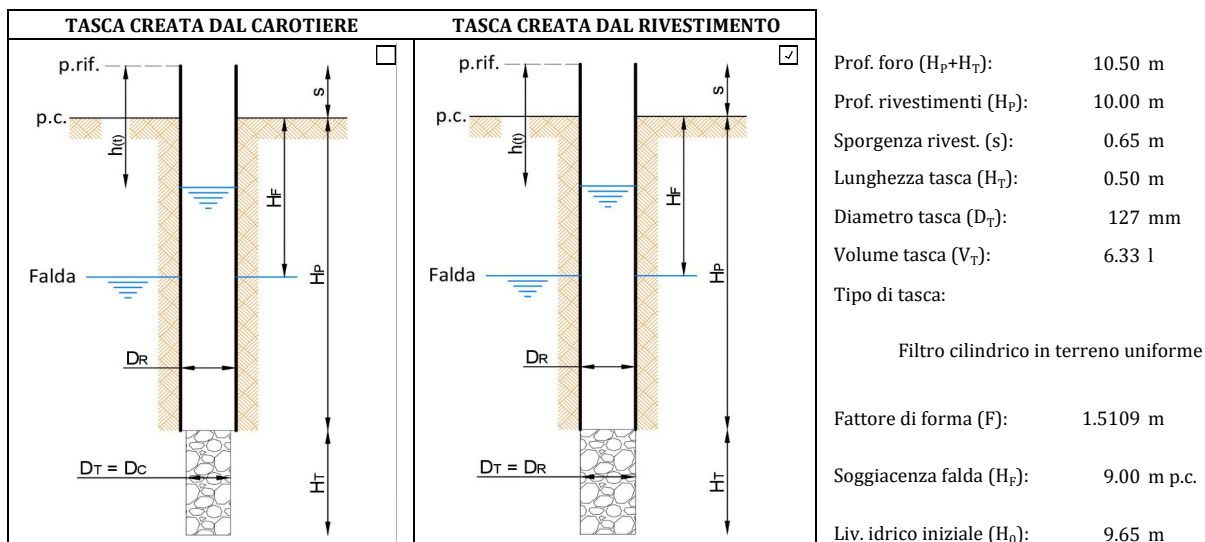 TASCA CREATA DAL CAROTIERE
p.rif.
s
p.c.
h(t)
HF
Falda
HP
DR
DT = DC
HT
TASCA CREATA DAL RIVESTIMENTO
p.rif.
s
p.c.
h(t)
HF
Falda
HP
DR
DT = DR
HT
Prof. foro (HP+HT): 10.50 m
Prof. rivestimenti (HP): 10.00 m
Sporgenza rivest. (s): 0.65 m
Lunghezza tasca (HT): 0.50 m
Diametro tasca (DT): 127 mm
Volume tasca (VT): 6.33 l
Tipo di tasca:
Filtro cilindrico in terreno uniforme
Fattore di forma (F): 1.5109 m
Soggiacenza falda (HF): 9.00 m p.c.
Liv. idrico iniziale (H0): 9.65 m